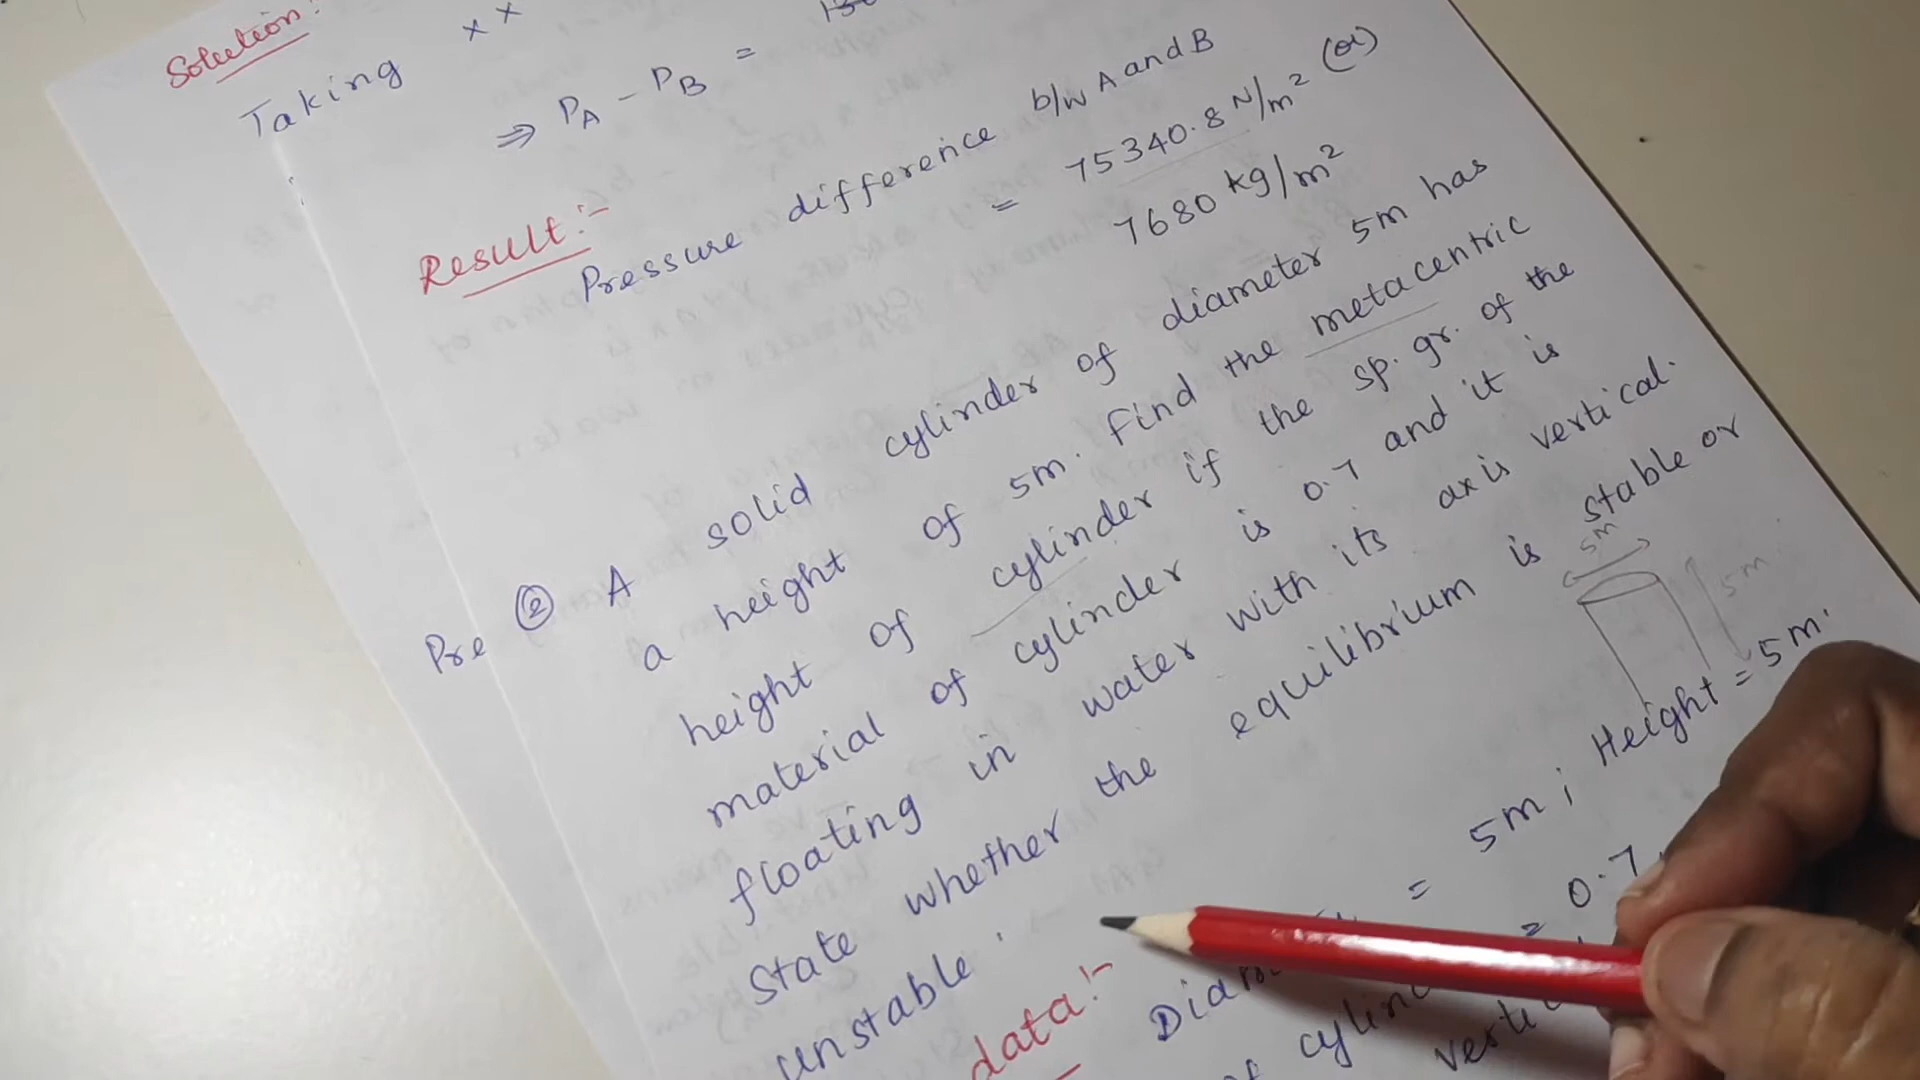 Solution:
Taking
⇒ PA - PB =
Result:-
Pressure difference b/w A and B
= 75340.8 N/m² (or)
7680 kg/m²
Pre ② A solid cylinder of diameter 5m has
a height of 5m. Find the metacentric
height of cylinder if the sp. gr. of the
material of cylinder is 0.7 and it is
floating in water with its axis vertical.
State whether the equilibrium is stable or
unstable.
5m
5m
data:- = 5m ; Height = 5m.
of = 0.7